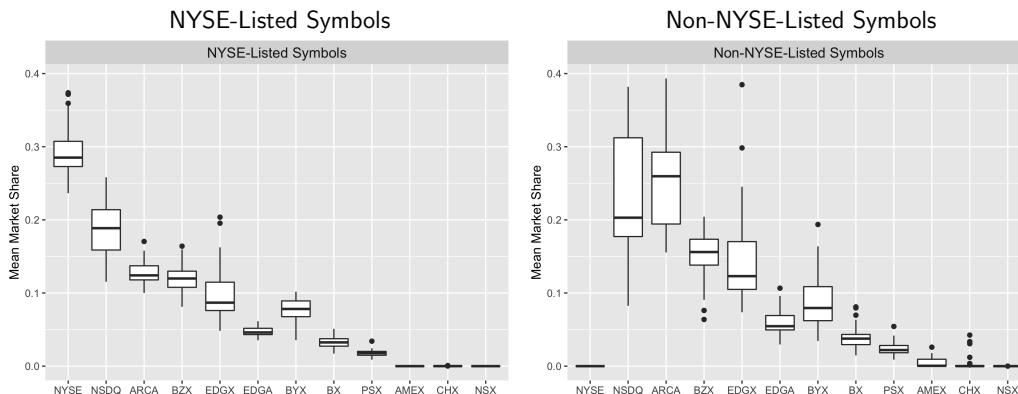 NYSE-Listed Symbols
NYSE-Listed Symbols
Mean Market Share
0.4
0.3
0.2
0.1
0.0
NYSE NSDQ ARCA BZX EDGX EDGA BYX BX PSX AMEX CHX NSX
Non-NYSE-Listed Symbols
Non-NYSE-Listed Symbols
Mean Market Share
0.4
0.3
0.2
0.1
0.0
NYSE NSDQ ARCA BZX EDGX EDGA BYX BX PSX AMEX CHX NSX